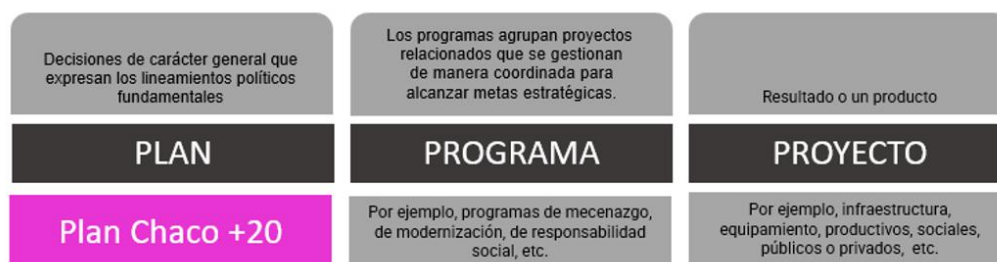 Decisiones de carácter general que
expresan los lineamientos políticos
fundamentales
PLAN
Plan Chaco +20
Los programas agrupan proyectos
relacionados que se gestionan
de manera coordinada para
alcanzar metas estratégicas.
PROGRAMA
Por ejemplo, programas de mecenazgo,
de modernización, de responsabilidad
social, etc.
Resultado o un producto
PROYECTO
Por ejemplo, infraestructura,
equipamiento, productivos, sociales,
públicos o privados, etc.